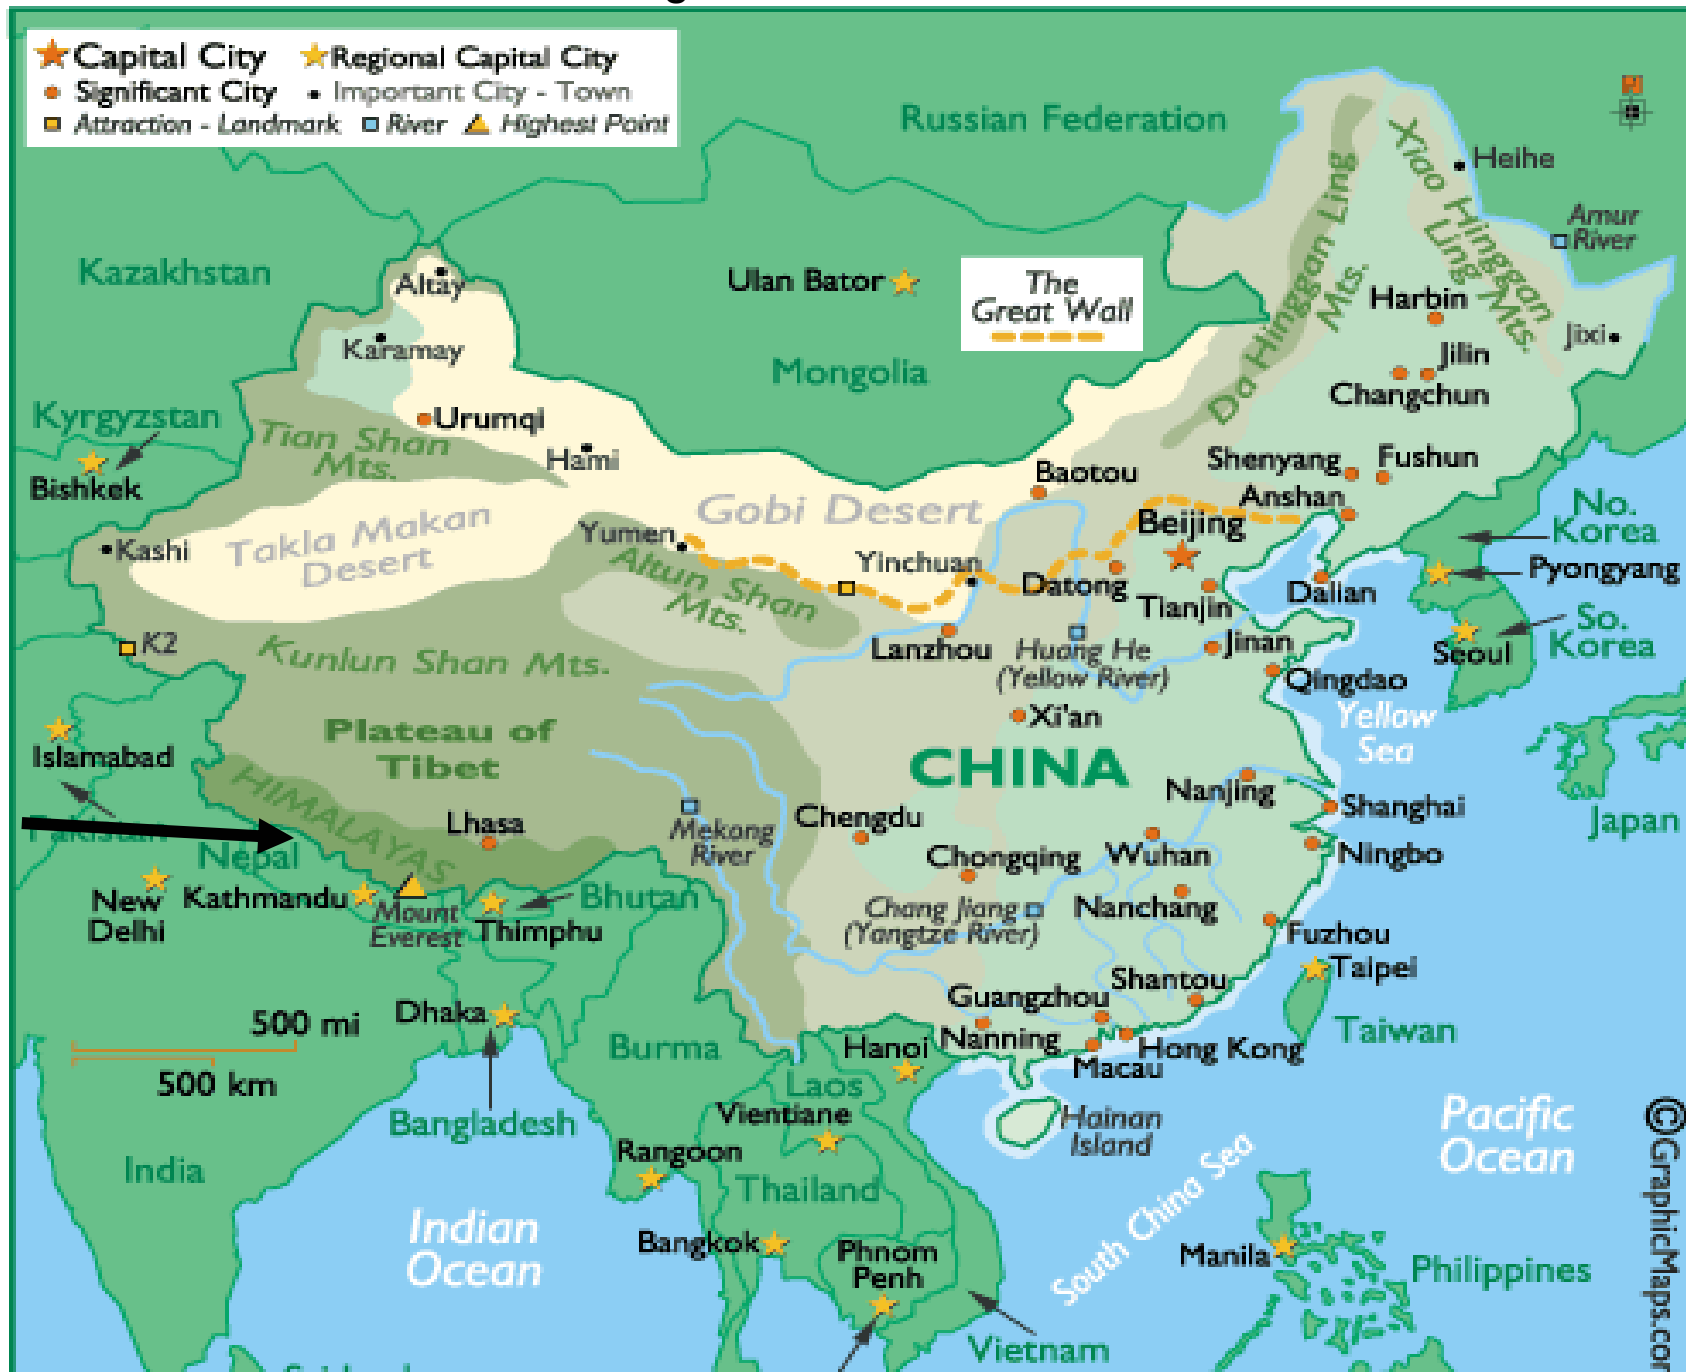 Capital City
Regional Capital City
Significant City
Important City - Town
Attraction - Landmark
River
Highest Point
Russian Federation
Xiao Hinggan
Ling Mts.
Heihe
Amur
River
Da Hinggan Ling
Mts.
Kazakhstan
Altay
Ulan Bator
The
Great Wall
Harbin
Jixi
Karamay
Mongolia
Jilin
Changchun
Kyrgyzstan
Urumqi
Tian Shan
Mts.
Hami
Bishkek
Baotou
Shenyang
Fushun
Anshan
Gobi Desert
Beijing
No.
Korea
Takla Makan
Desert
Kashi
Yumen
Altun Shan
Mts.
Yinchuan
Datong
Tianjin
Dalian
Pyongyang
So.
Korea
K2
Kunlun Shan Mts.
Lanzhou
Huang He
(Yellow River)
Jinan
Seoul
Qingdao
Xi'an
Yellow
Sea
Plateau of
Tibet
Islamabad
CHINA
HIMALAYAS
Nanjing
Shanghai
Japan
Pakistan
Lhasa
Mekong
River
Chengdu
Nepal
Chongqing
Wuhan
Ningbo
New
Delhi
Kathmandu
Mount
Everest
Bhutan
Thimphu
Chang Jiang
(Yangtze River)
Nanchang
Fuzhou
Taipei
Shantou
Guangzhou
Dhaka
500 mi
500 km
Burma
Hanoi
Nanning
Macau
Hong Kong
Taiwan
Laos
Vientiane
Bangladesh
Hainan
Island
Pacific
Ocean
Rangoon
India
Thailand
South China Sea
Indian
Ocean
Bangkok
Phnom
Penh
Manila
Philippines
Vietnam
©GraphicMaps.com